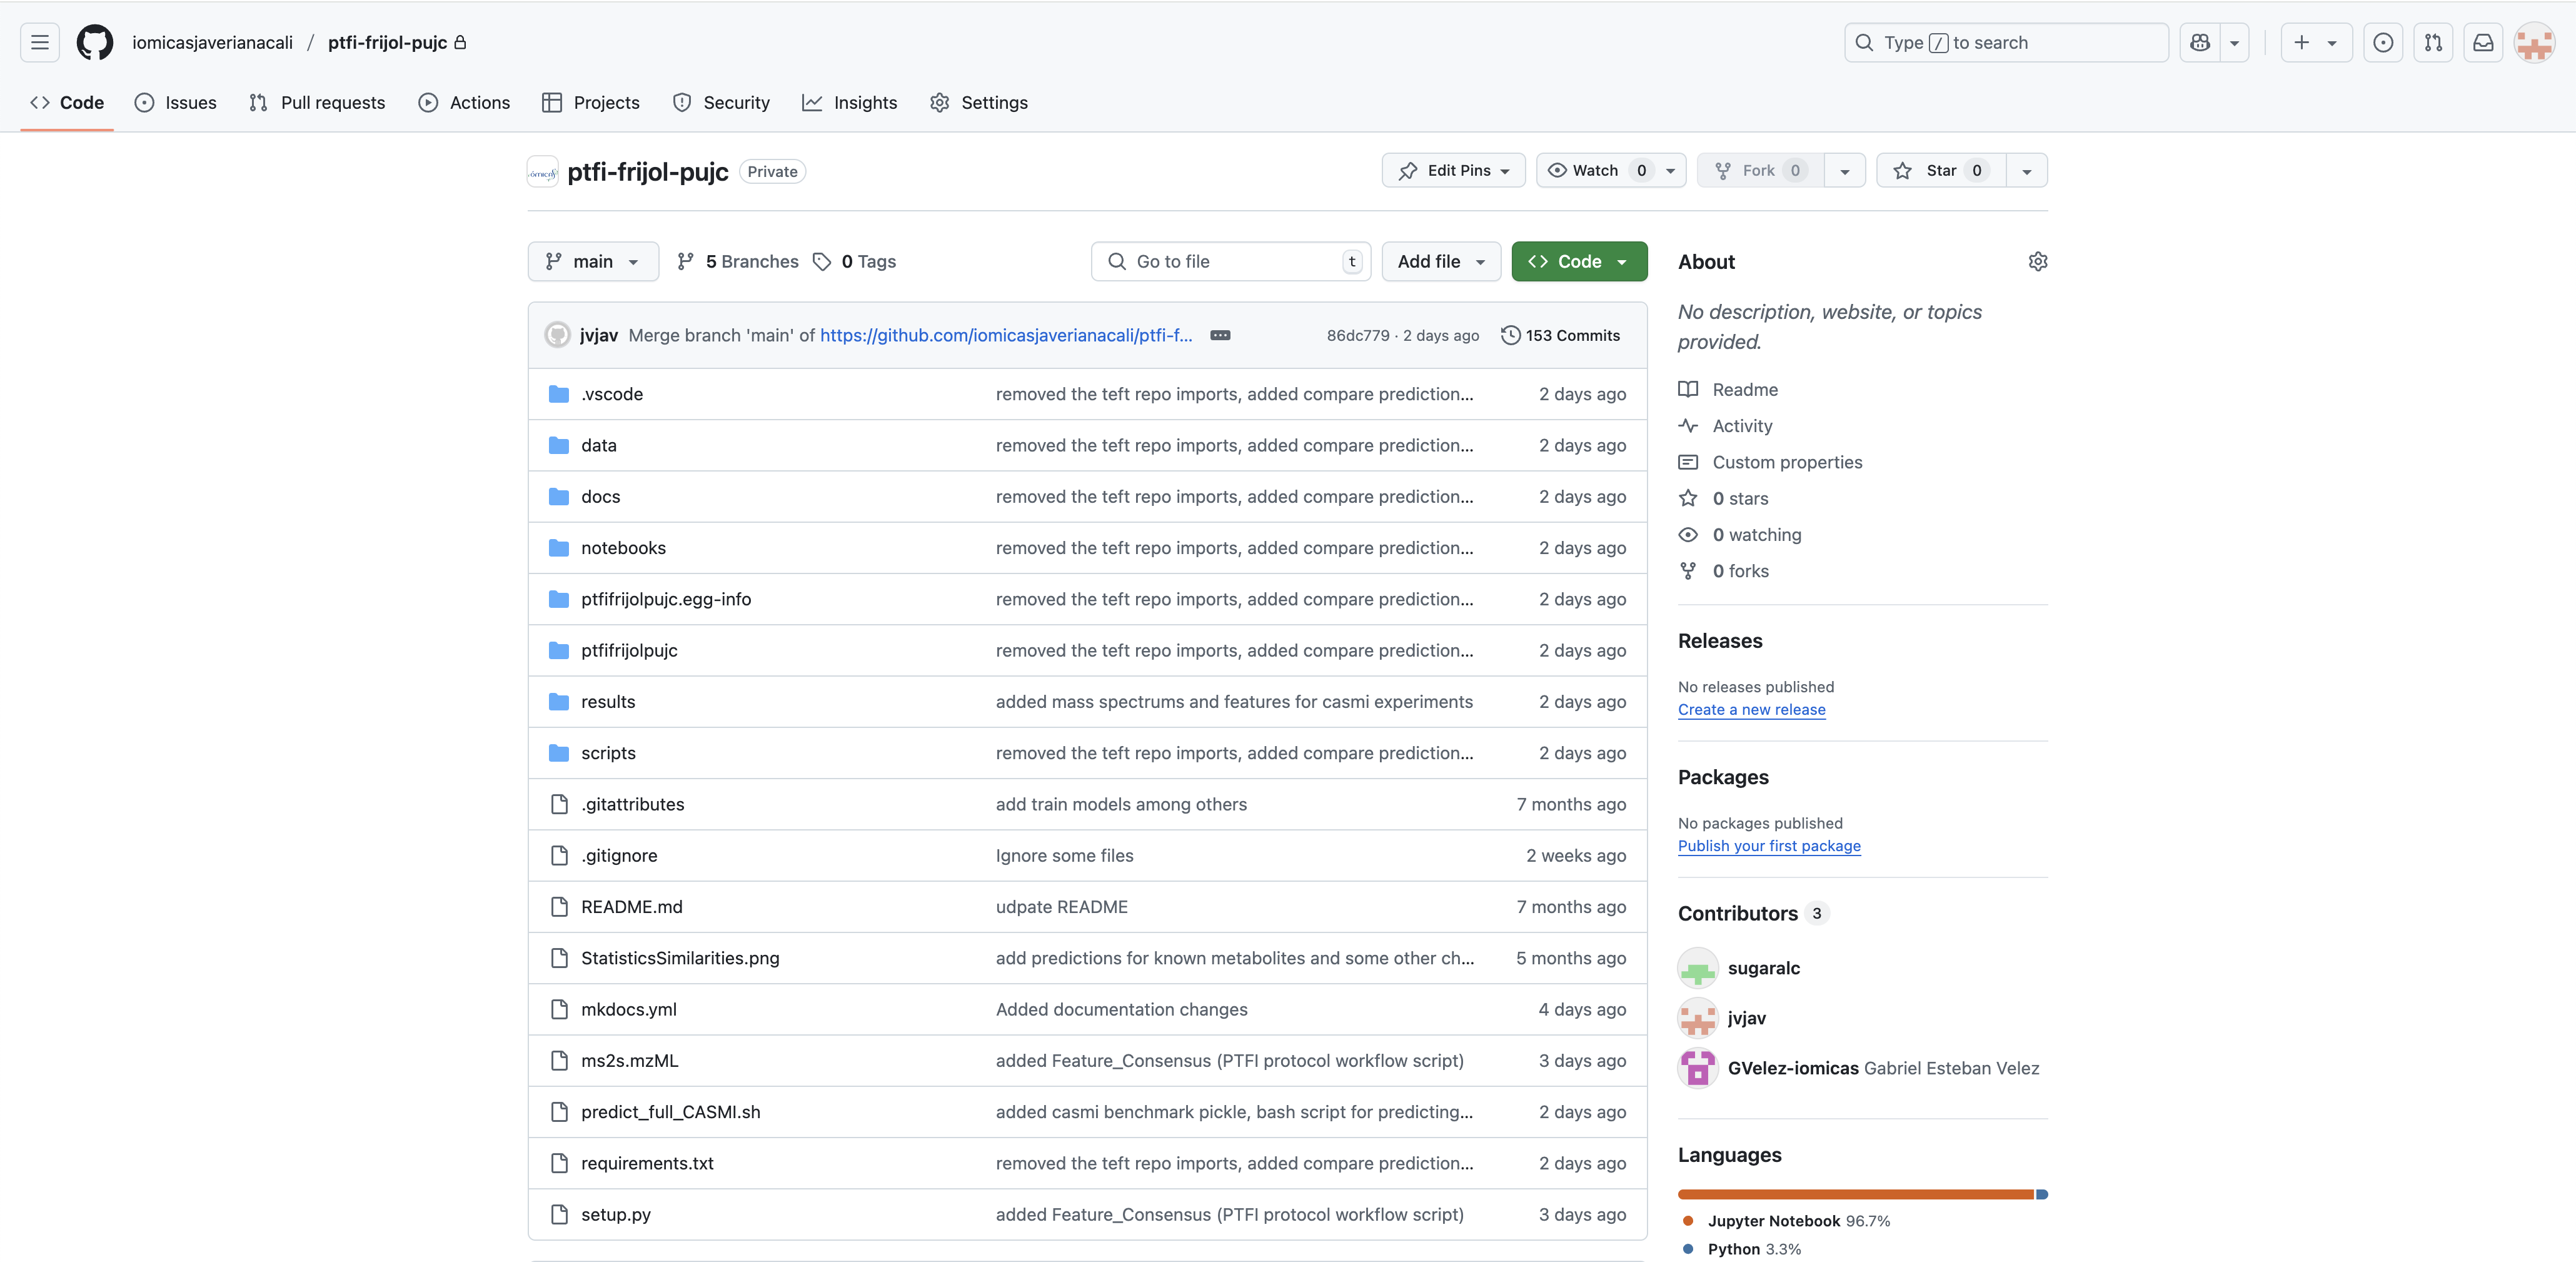 iomicasjaverianacali / ptfi-frijol-pujc
Type / to search
Code Issues Pull requests Actions Projects Security Insights Settings
ptfi-frijol-pujc Private
Edit Pins Watch 0 Fork 0 Star 0
main 5 Branches 0 Tags
Go to file t Add file Code
jvjav Merge branch 'main' of https://github.com/iomicasjaverianacali/ptfi-f... 86dc779 · 2 days ago 153 Commits
.vscode removed the teft repo imports, added compare prediction... 2 days ago
data removed the teft repo imports, added compare prediction... 2 days ago
docs removed the teft repo imports, added compare prediction... 2 days ago
notebooks removed the teft repo imports, added compare prediction... 2 days ago
ptfifrijolpujc.egg-info removed the teft repo imports, added compare prediction... 2 days ago
ptfifrijolpujc removed the teft repo imports, added compare prediction... 2 days ago
results added mass spectrums and features for casmi experiments 2 days ago
scripts removed the teft repo imports, added compare prediction... 2 days ago
.gitattributes add train models among others 7 months ago
.gitignore Ignore some files 2 weeks ago
README.md udpate README 7 months ago
StatisticsSimilarities.png add predictions for known metabolites and some other ch... 5 months ago
mkdocs.yml Added documentation changes 4 days ago
ms2s.mzML added Feature_Consensus (PTFI protocol workflow script) 3 days ago
predict_full_CASMI.sh added casmi benchmark pickle, bash script for predicting... 2 days ago
requirements.txt removed the teft repo imports, added compare prediction... 2 days ago
setup.py added Feature_Consensus (PTFI protocol workflow script) 3 days ago
About
No description, website, or topics
provided.
Readme
Activity
Custom properties
0 stars
0 watching
0 forks
Releases
No releases published
Create a new release
Packages
No packages published
Publish your first package
Contributors 3
sugaralc
jvjav
GVelez-iomicas Gabriel Esteban Velez
Languages
Jupyter Notebook 96.7%
Python 3.3%